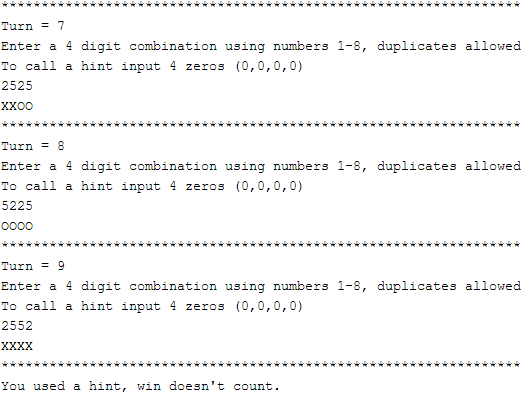 *****************************************************************
Turn = 7
Enter a 4 digit combination using numbers 1-8, duplicates allowed
To call a hint input 4 zeros (0,0,0,0)
2525
XXOO
*****************************************************************
Turn = 8
Enter a 4 digit combination using numbers 1-8, duplicates allowed
To call a hint input 4 zeros (0,0,0,0)
5225
OOOO
*****************************************************************
Turn = 9
Enter a 4 digit combination using numbers 1-8, duplicates allowed
To call a hint input 4 zeros (0,0,0,0)
2552
XXXX
*****************************************************************
You used a hint, win doesn't count.